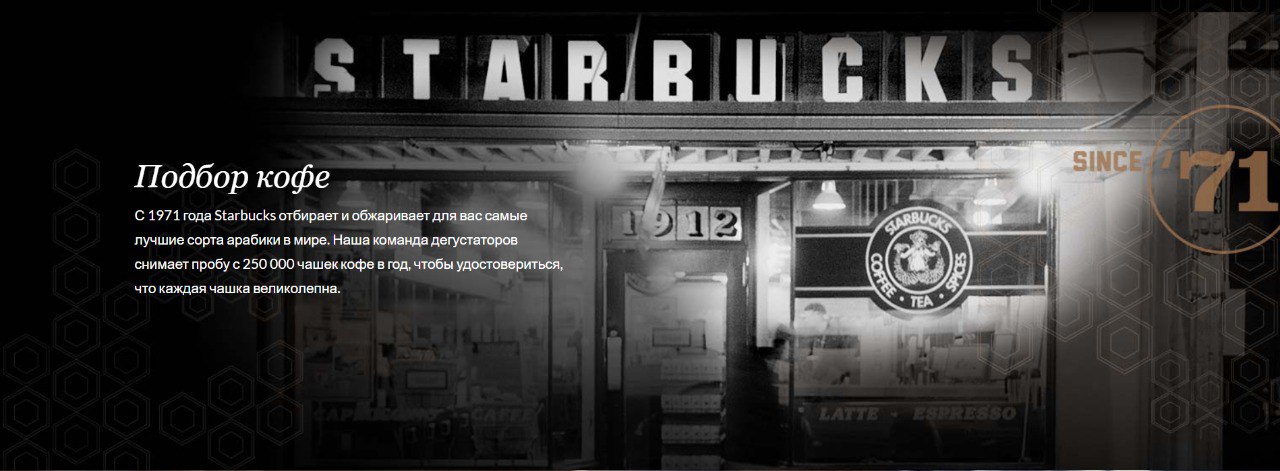 STARBUCKS
SINCE '71
Подбор кофе
С 1971 года Starbucks отбирает и обжаривает для вас самые
лучшие сорта арабики в мире. Наша команда дегустаторов
снимает пробу с 250 000 чашек кофе в год, чтобы удостовериться,
что каждая чашка великолепна.
1912
STARBUCKS
COFFEE • TEA • SPICES
CAPPUCCINO • CAFFE
• LATTE • ESPRESSO